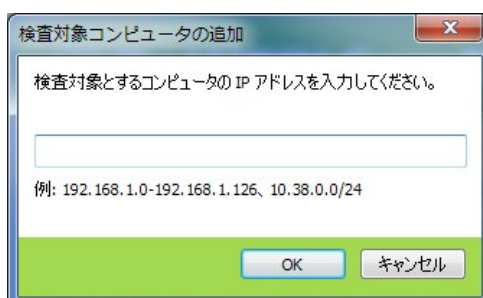 検査対象コンピュータの追加
検査対象とするコンピュータの IP アドレスを入力してください。
例: 192.168.1.0-192.168.1.126、10.38.0.0/24
OK キャンセル